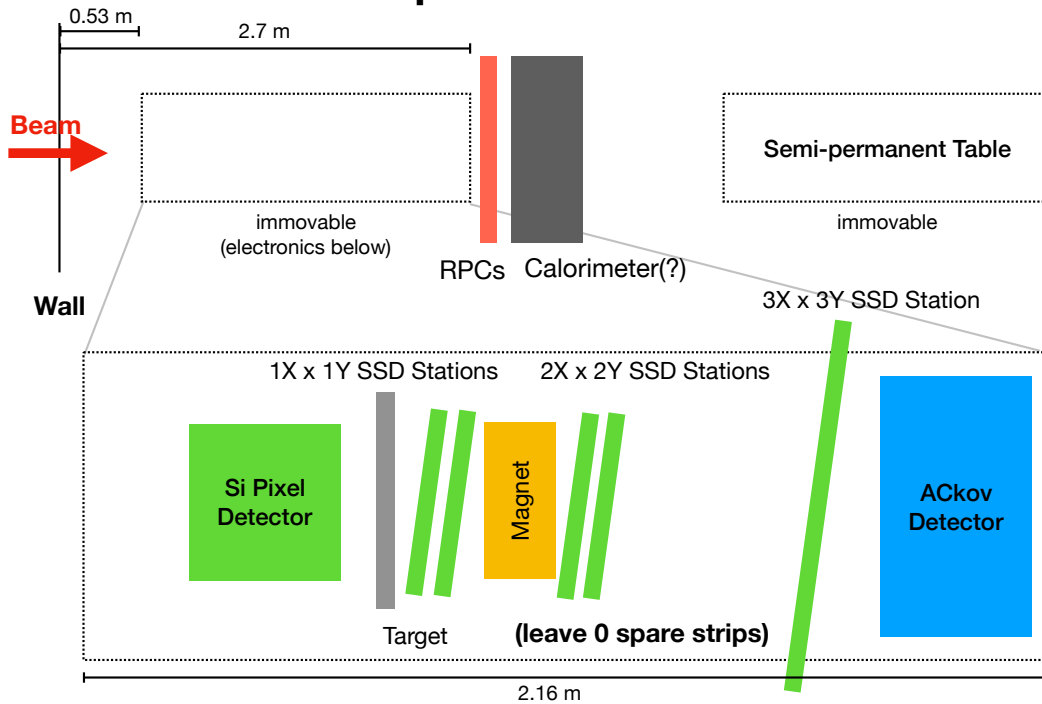 0.53 m
2.7 m
Beam
Semi-permanent Table
immovable
(electronics below)
immovable
RPCs
Calorimeter(?)
Wall
3X x 3Y SSD Station
1X x 1Y SSD Stations
2X x 2Y SSD Stations
Si Pixel
Detector
Magnet
ACkov
Detector
Target
(leave 0 spare strips)
2.16 m